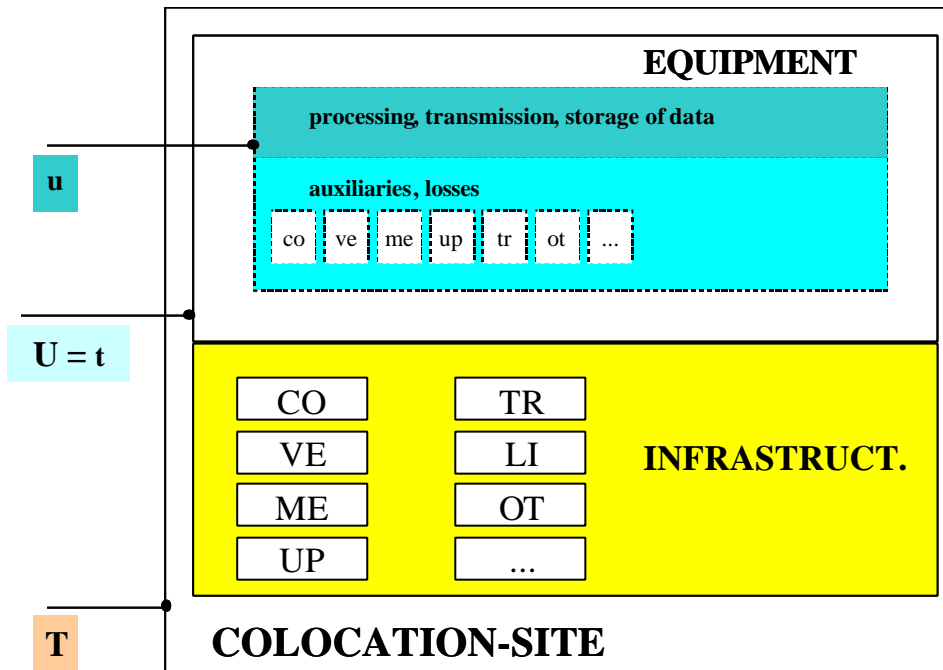 EQUIPMENT
processing, transmission, storage of data
u
auxiliaries, losses
co ve me up tr ot ...
U = t
CO TR
VE LI
INFRASTRUCT.
ME OT
UP ...
T
COLOCATION-SITE